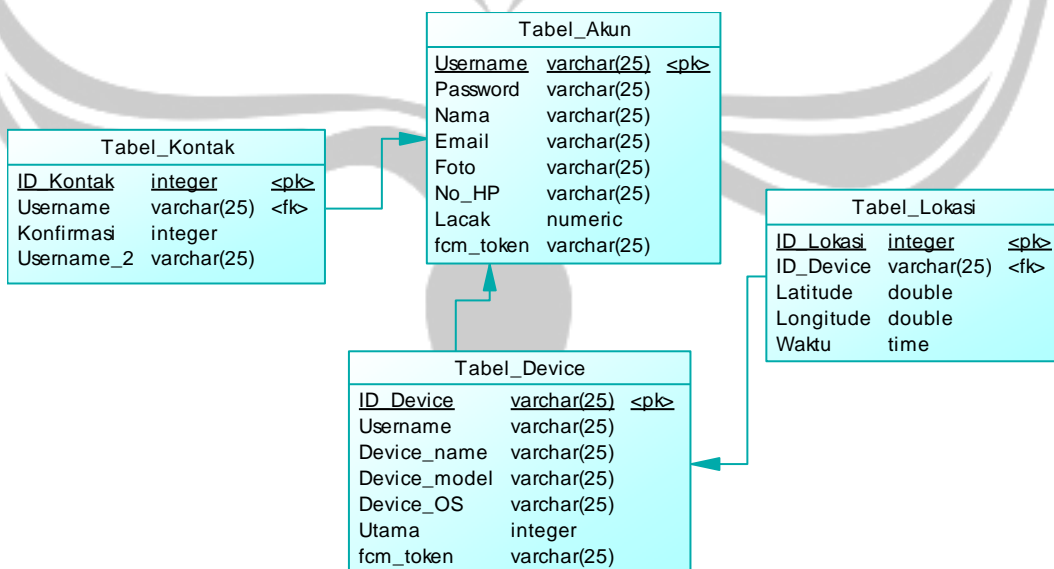 Tabel_Akun
Username varchar(25) <pk>
Password varchar(25)
Nama varchar(25)
Email varchar(25)
Foto varchar(25)
No_HP varchar(25)
Lacak numeric
fcm_token varchar(25)
Tabel_Kontak
ID_Kontak integer <pk>
Username varchar(25) <fk>
Konfirmasi integer
Username_2 varchar(25)
Tabel_Lokasi
ID_Lokasi integer <pk>
ID_Device varchar(25) <fk>
Latitude double
Longitude double
Waktu time
Tabel_Device
ID_Device varchar(25) <pk>
Username varchar(25)
Device_name varchar(25)
Device_model varchar(25)
Device_OS varchar(25)
Utama integer
fcm_token varchar(25)